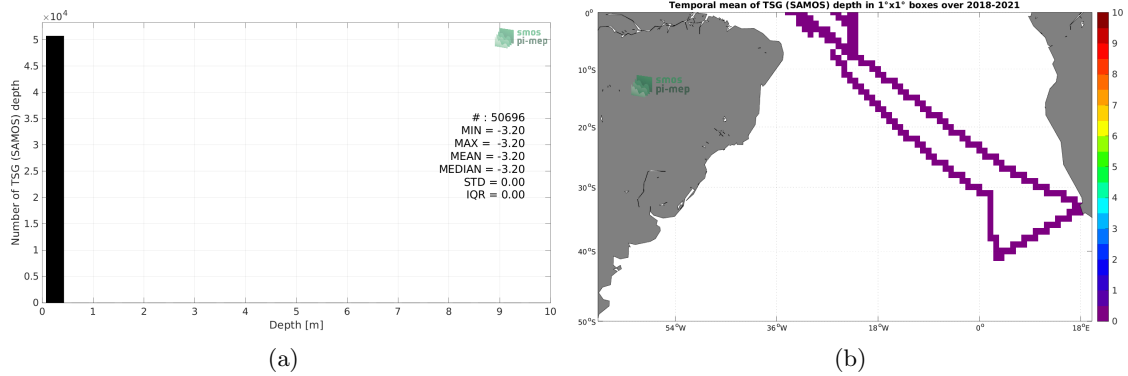 Temporal mean of TSG (SAMOS) depth in 1°x1° boxes over 2018-2021
×10⁴
5
4.5
4
3.5
3
2.5
2
1.5
1
0.5
0
Number of TSG (SAMOS) depth
smos
pi-mep
# : 50696
MIN = -3.20
MAX = -3.20
MEAN = -3.20
MEDIAN = -3.20
STD = 0.00
IQR = 0.00
0 1 2 3 4 5 6 7 8 9 10
Depth [m]
(a)
0°
10°S
20°S
30°S
40°S
50°S
smos
pi-mep
54°W 36°W 18°W 0° 18°E
10
9
8
7
6
5
4
3
2
1
0
(b)